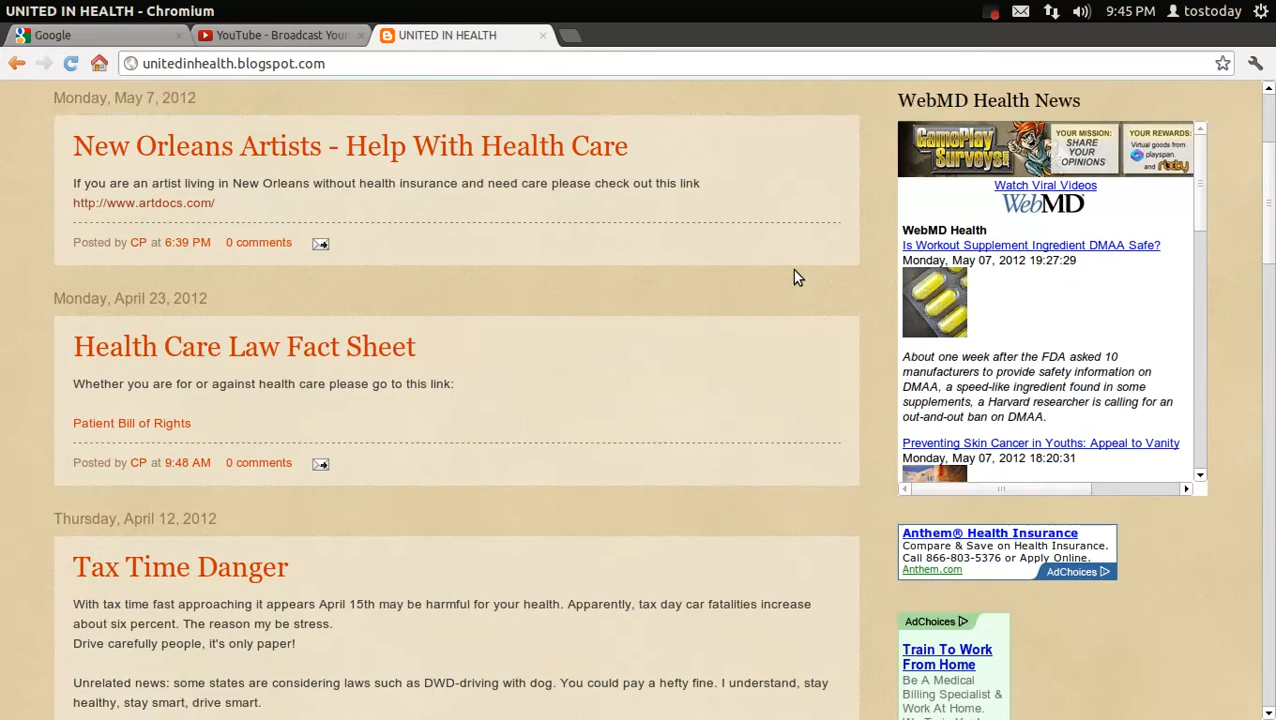 UNITED IN HEALTH - Chromium
9:45 PM
tostoday
Google
YouTube - Broadcast Your
UNITED IN HEALTH
unitedinhealth.blogspot.com
Monday, May 7, 2012
New Orleans Artists - Help With Health Care
If you are an artist living in New Orleans without health insurance and need care please check out this link
http://www.artdocs.com/
Posted by CP at 6:39 PM 0 comments
Monday, April 23, 2012
Health Care Law Fact Sheet
Whether you are for or against health care please go to this link:
Patient Bill of Rights
Posted by CP at 9:48 AM 0 comments
Thursday, April 12, 2012
Tax Time Danger
With tax time fast approaching it appears April 15th may be harmful for your health. Apparently, tax day car fatalities increase
about six percent. The reason my be stress.
Drive carefully people, it's only paper!
Unrelated news: some states are considering laws such as DWD-driving with dog. You could pay a hefty fine. I understand, stay
healthy, stay smart, drive smart.
WebMD Health News
GamePlay
Surveys
YOUR MISSION:
SHARE
YOUR
OPINIONS
YOUR REWARDS:
Virtual goods from
playspan
and rixty
Watch Viral Videos
WebMD
WebMD Health
Is Workout Supplement Ingredient DMAA Safe?
Monday, May 07, 2012 19:27:29
About one week after the FDA asked 10
manufacturers to provide safety information on
DMAA, a speed-like ingredient found in some
supplements, a Harvard researcher is calling for an
out-and-out ban on DMAA.
Preventing Skin Cancer in Youths: Appeal to Vanity
Monday, May 07, 2012 18:20:31
Anthem® Health Insurance
Compare & Save on Health Insurance.
Call 866-803-5376 or Apply Online.
Anthem.com
AdChoices
AdChoices
Train To Work
From Home
Be A Medical
Billing Specialist &
Work At Home.